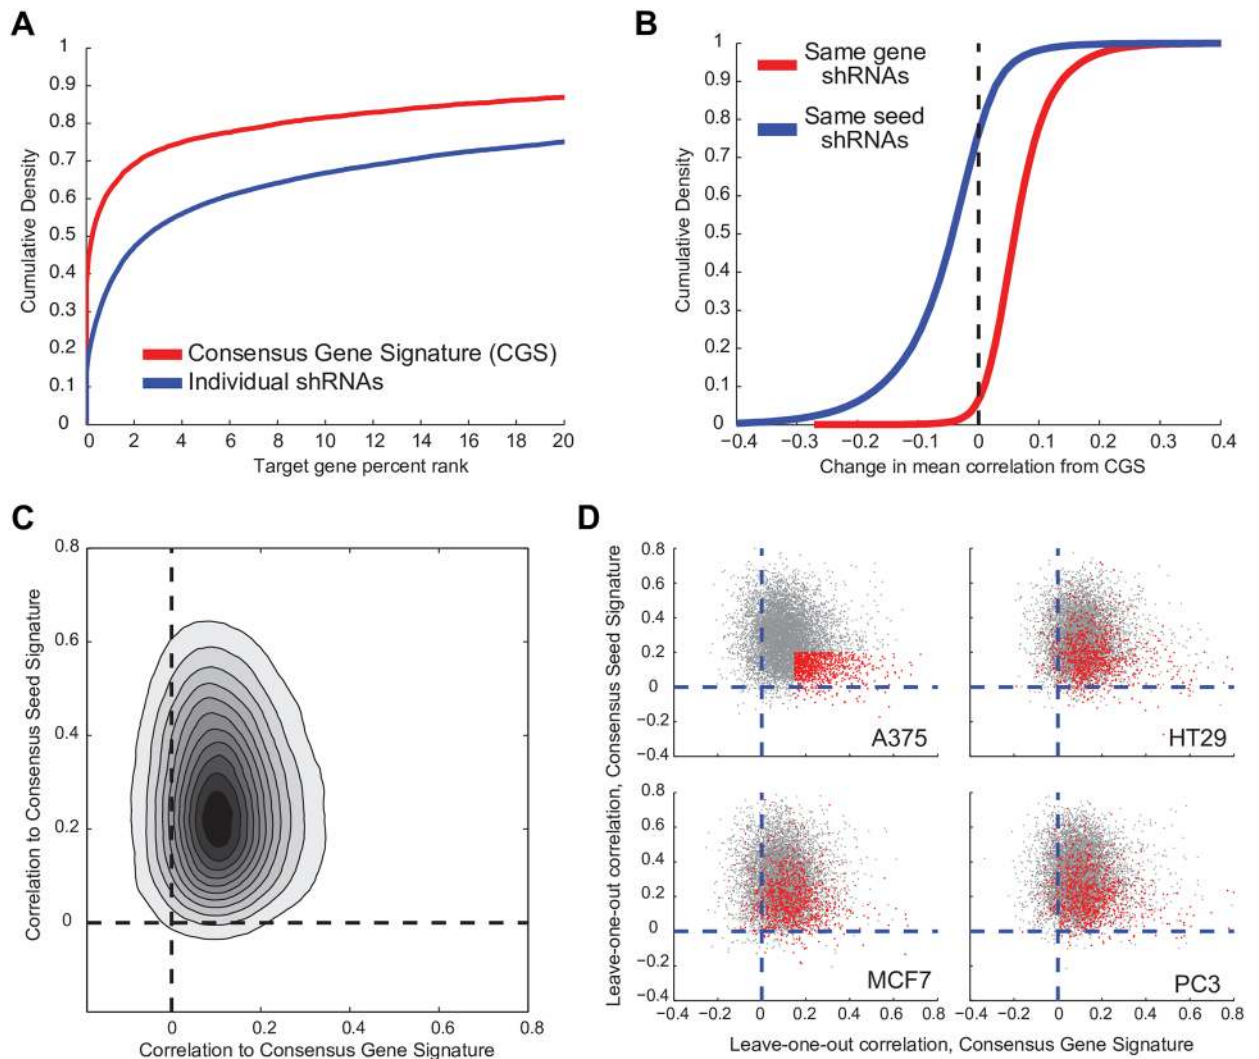 A
1
0.9
0.8
0.7
0.6
0.5
0.4
0.3
0.2
0.1
0
Cumulative Density
Consensus Gene Signature (CGS)
Individual shRNAs
0 2 4 6 8 10 12 14 16 18 20
Target gene percent rank
B
1
0.9
0.8
0.7
0.6
0.5
0.4
0.3
0.2
0.1
0
Cumulative Density
Same gene
shRNAs
Same seed
shRNAs
−0.4 −0.3 −0.2 −0.1 0 0.1 0.2 0.3 0.4
Change in mean correlation from CGS
C
0.8
0.6
0.4
0.2
0
Correlation to Consensus Seed Signature
0 0.2 0.4 0.6 0.8
Correlation to Consensus Gene Signature
D
Leave-one-out correlation, Consensus Seed Signature
0.8
0.6
0.4
0.2
0
−0.2
−0.4
A375
HT29
0.8
0.6
0.4
0.2
0
−0.2
−0.4
MCF7
PC3
−0.4 −0.2 0 0.2 0.4 0.6 0.8
−0.4 −0.2 0 0.2 0.4 0.6 0.8
Leave-one-out correlation, Consensus Gene Signature